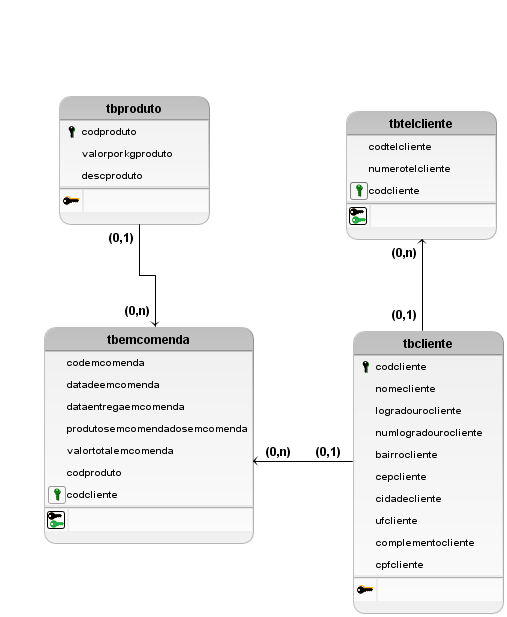 tbproduto
codproduto
valorporkgproduto
descproduto
(0,1)
(0,n)
tbtelcliente
codtelcliente
numerotelcliente
codcliente
(0,n)
(0,1)
tbemcomenda
codemcomenda
datadeemcomenda
dataentregaemcomenda
produtosemcomendadosemcomenda
valortotalemcomenda
codproduto
codcliente
(0,n) (0,1)
tbcliente
codcliente
nomecliente
logradourocliente
numlogradourocliente
bairrocliente
cepcliente
cidadecliente
ufcliente
complementocliente
cpfcliente